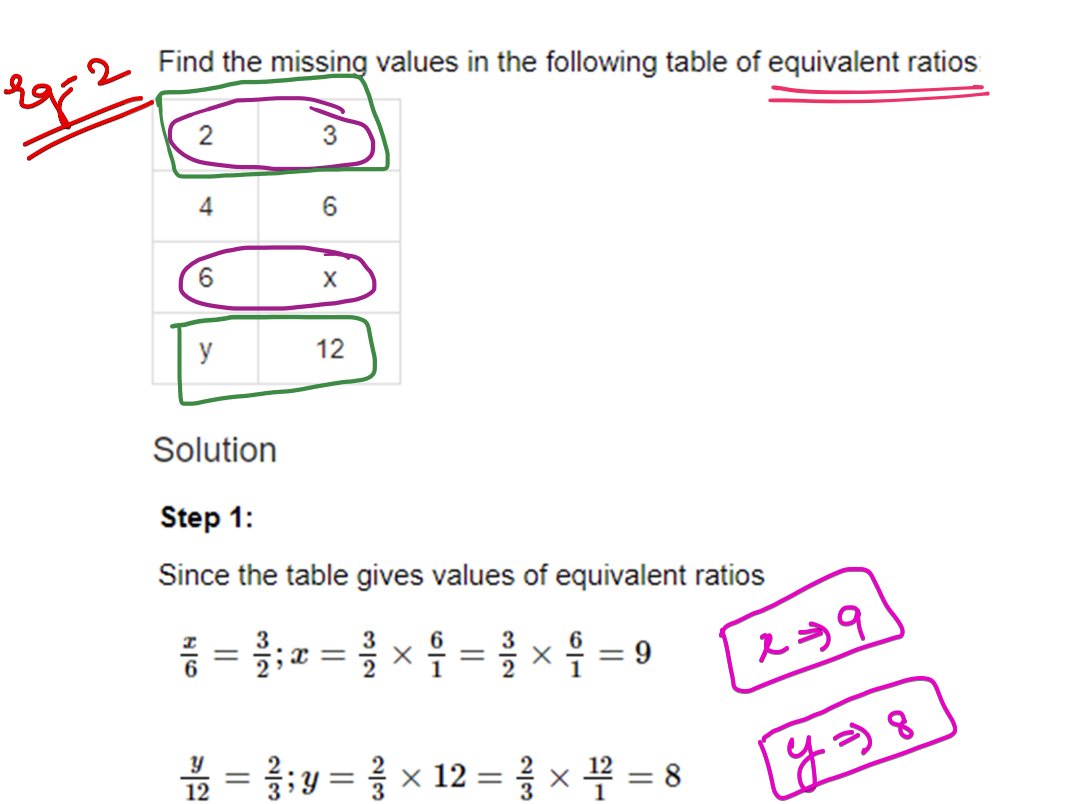 Find the missing values in the following table of equivalent ratios:
2 3
4 6
6 x
y 12
Solution
Step 1:
Since the table gives values of equivalent ratios
x/6 = 3/2; x = 3/2 × 6/1 = 3/2 × 6/1 = 9
x ⇒ 9
y/12 = 2/3; y = 2/3 × 12 = 2/3 × 12/1 = 8
y ⇒ 8